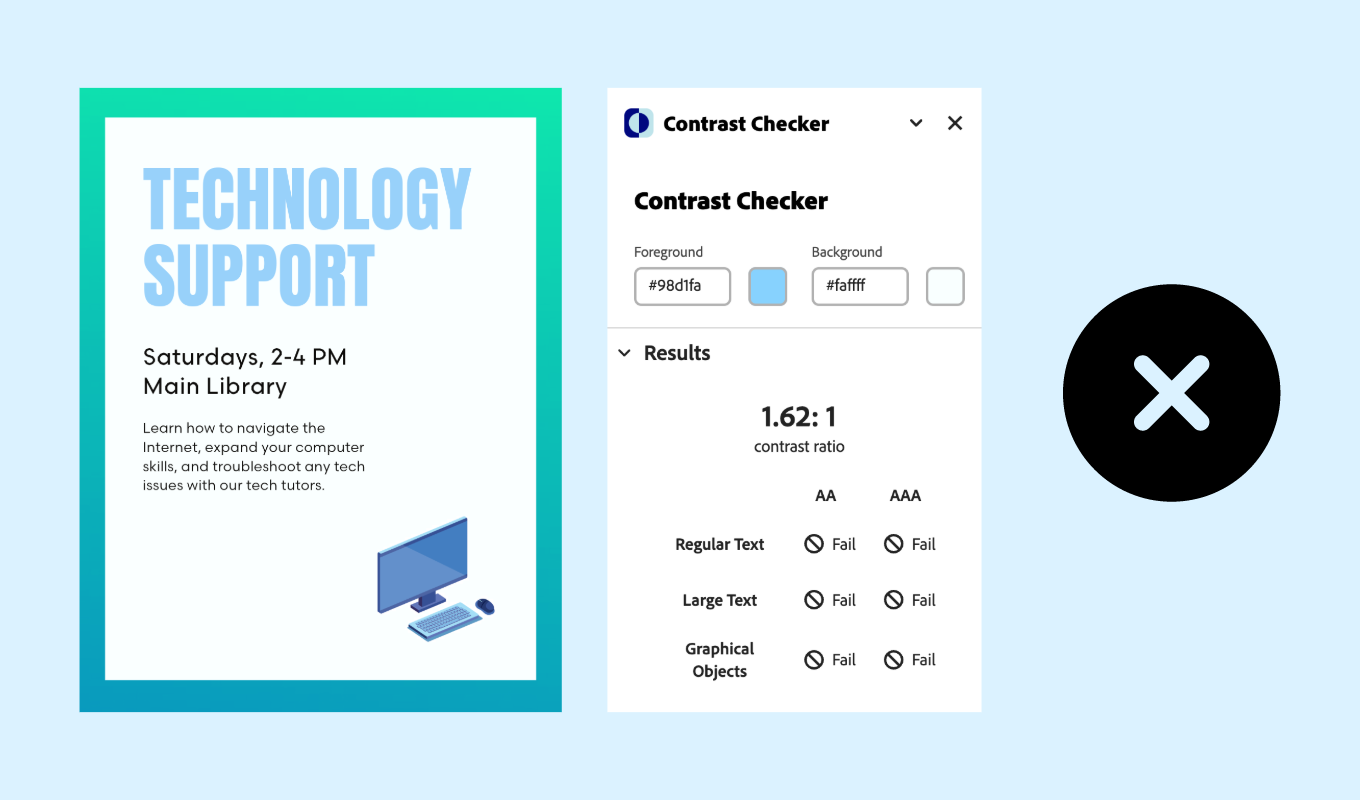 TECHNOLOGY
SUPPORT
Saturdays, 2-4 PM
Main Library
Learn how to navigate the
Internet, expand your computer
skills, and troubleshoot any tech
issues with our tech tutors.
Contrast Checker
Contrast Checker
Foreground Background
#98d1fa #faffff
Results
1.62: 1
contrast ratio
AA AAA
Regular Text Fail Fail
Large Text Fail Fail
Graphical
Objects Fail Fail